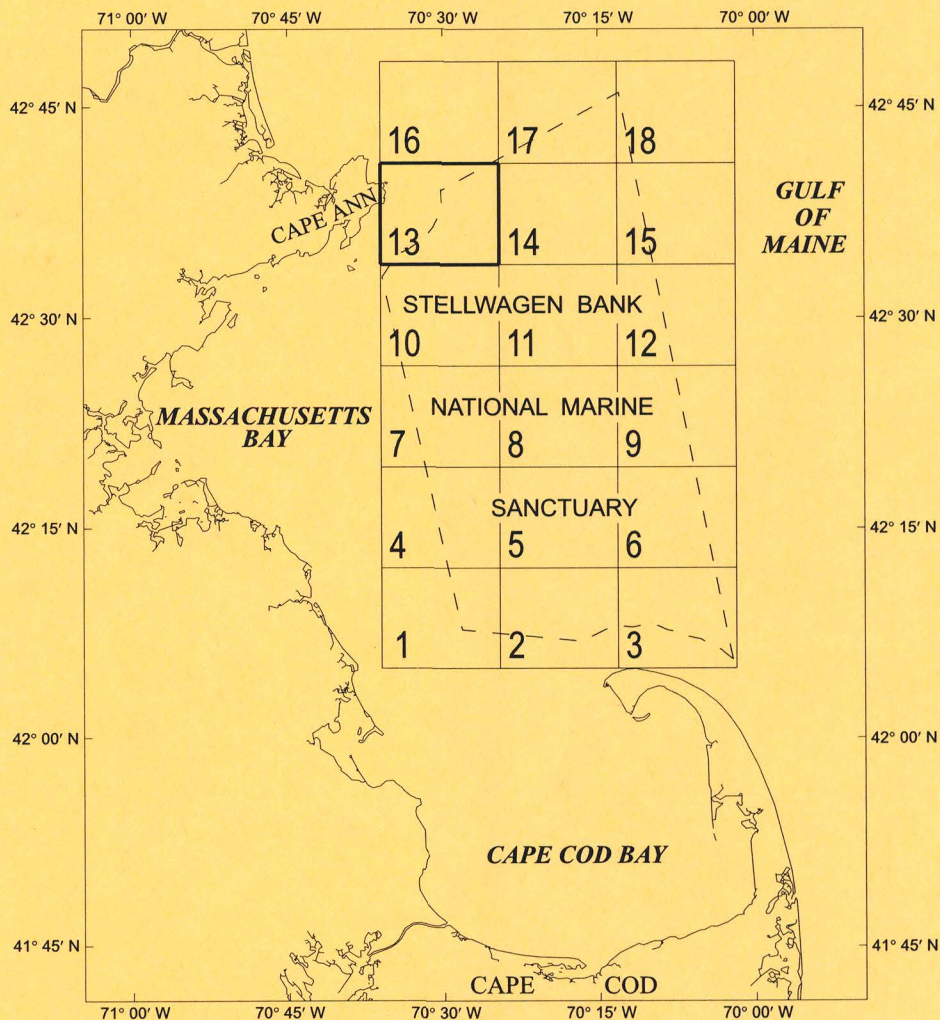 71° 00′ W 70° 45′ W 70° 30′ W 70° 15′ W 70° 00′ W
42° 45′ N 42° 45′ N
16 17 18
CAPE ANN
GULF
OF
MAINE
13 14 15
42° 30′ N 42° 30′ N
STELLWAGEN BANK
10 11 12
MASSACHUSETTS
BAY
NATIONAL MARINE
7 8 9
SANCTUARY
42° 15′ N 42° 15′ N
4 5 6
1 2 3
42° 00′ N 42° 00′ N
CAPE COD BAY
41° 45′ N 41° 45′ N
CAPE COD
71° 00′ W 70° 45′ W 70° 30′ W 70° 15′ W 70° 00′ W